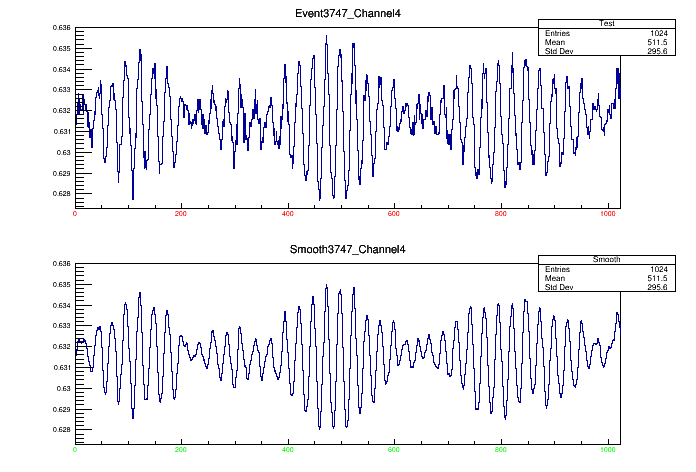 Event3747_Channel4
Test
Entries 1024
Mean 511.5
Std Dev 295.6
0.636
0.635
0.634
0.633
0.632
0.631
0.63
0.629
0.628
0 200 400 600 800 1000
Smooth3747_Channel4
Smooth
Entries 1024
Mean 511.5
Std Dev 295.6
0.636
0.635
0.634
0.633
0.632
0.631
0.63
0.629
0.628
0 200 400 600 800 1000